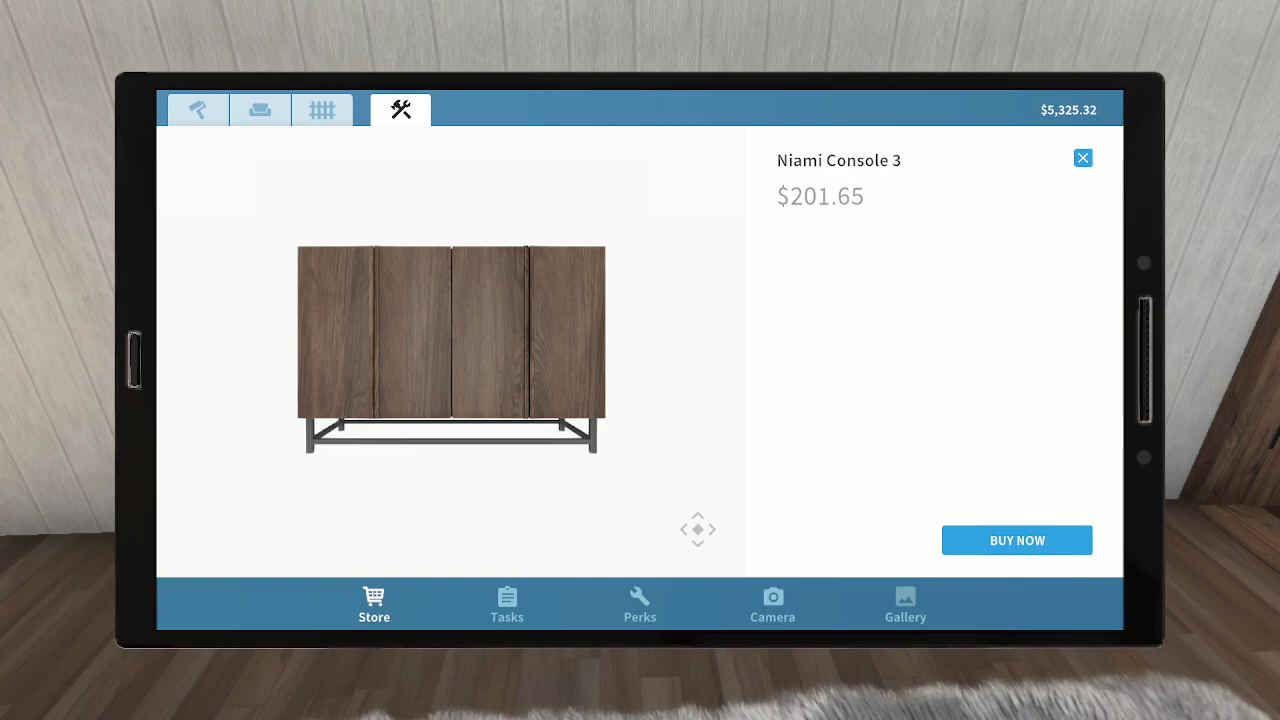 $5,325.32
Niami Console 3
$201.65
BUY NOW
Store
Tasks
Perks
Camera
Gallery